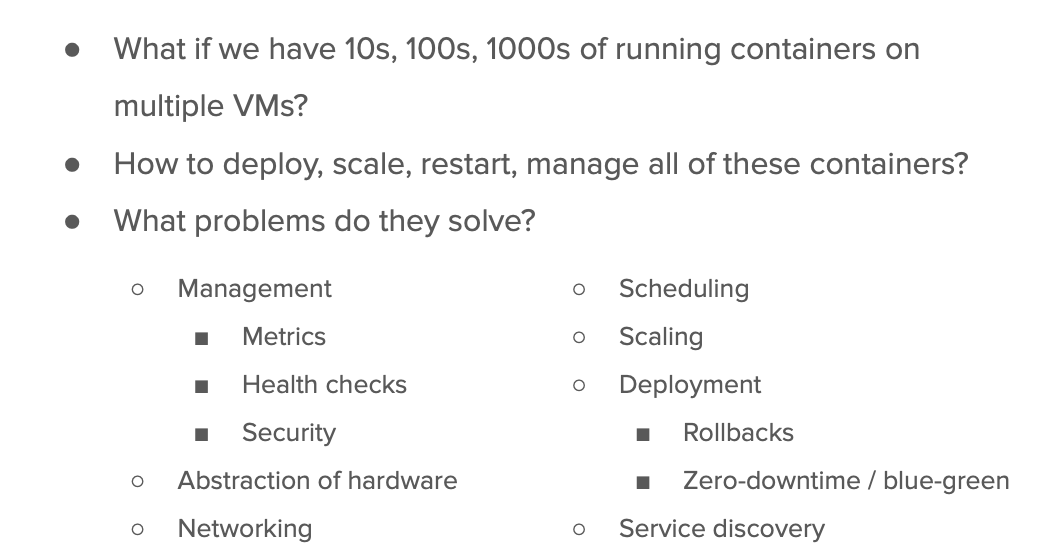 ● What if we have 10s, 100s, 1000s of running containers on
multiple VMs?
● How to deploy, scale, restart, manage all of these containers?
● What problems do they solve?
○ Management
■ Metrics
■ Health checks
■ Security
○ Abstraction of hardware
○ Networking
○ Scheduling
○ Scaling
○ Deployment
■ Rollbacks
■ Zero-downtime / blue-green
○ Service discovery